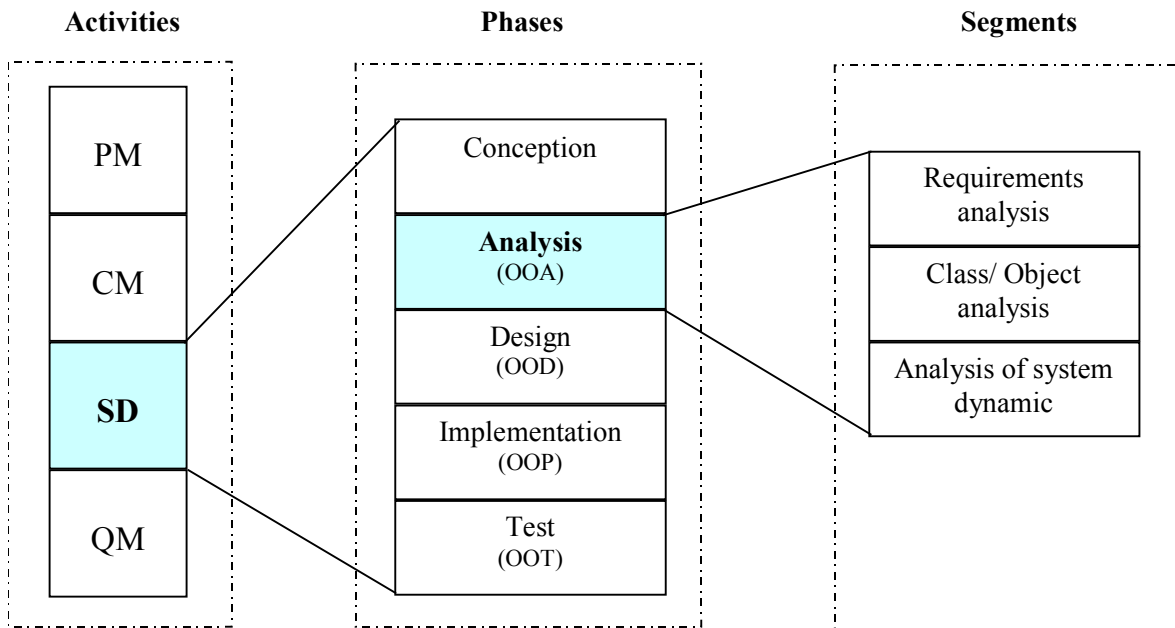 Activities
Phases
Segments
PM
CM
SD
QM
Conception
Analysis
(OOA)
Design
(OOD)
Implementation
(OOP)
Test
(OOT)
Requirements
analysis
Class/ Object
analysis
Analysis of system
dynamic